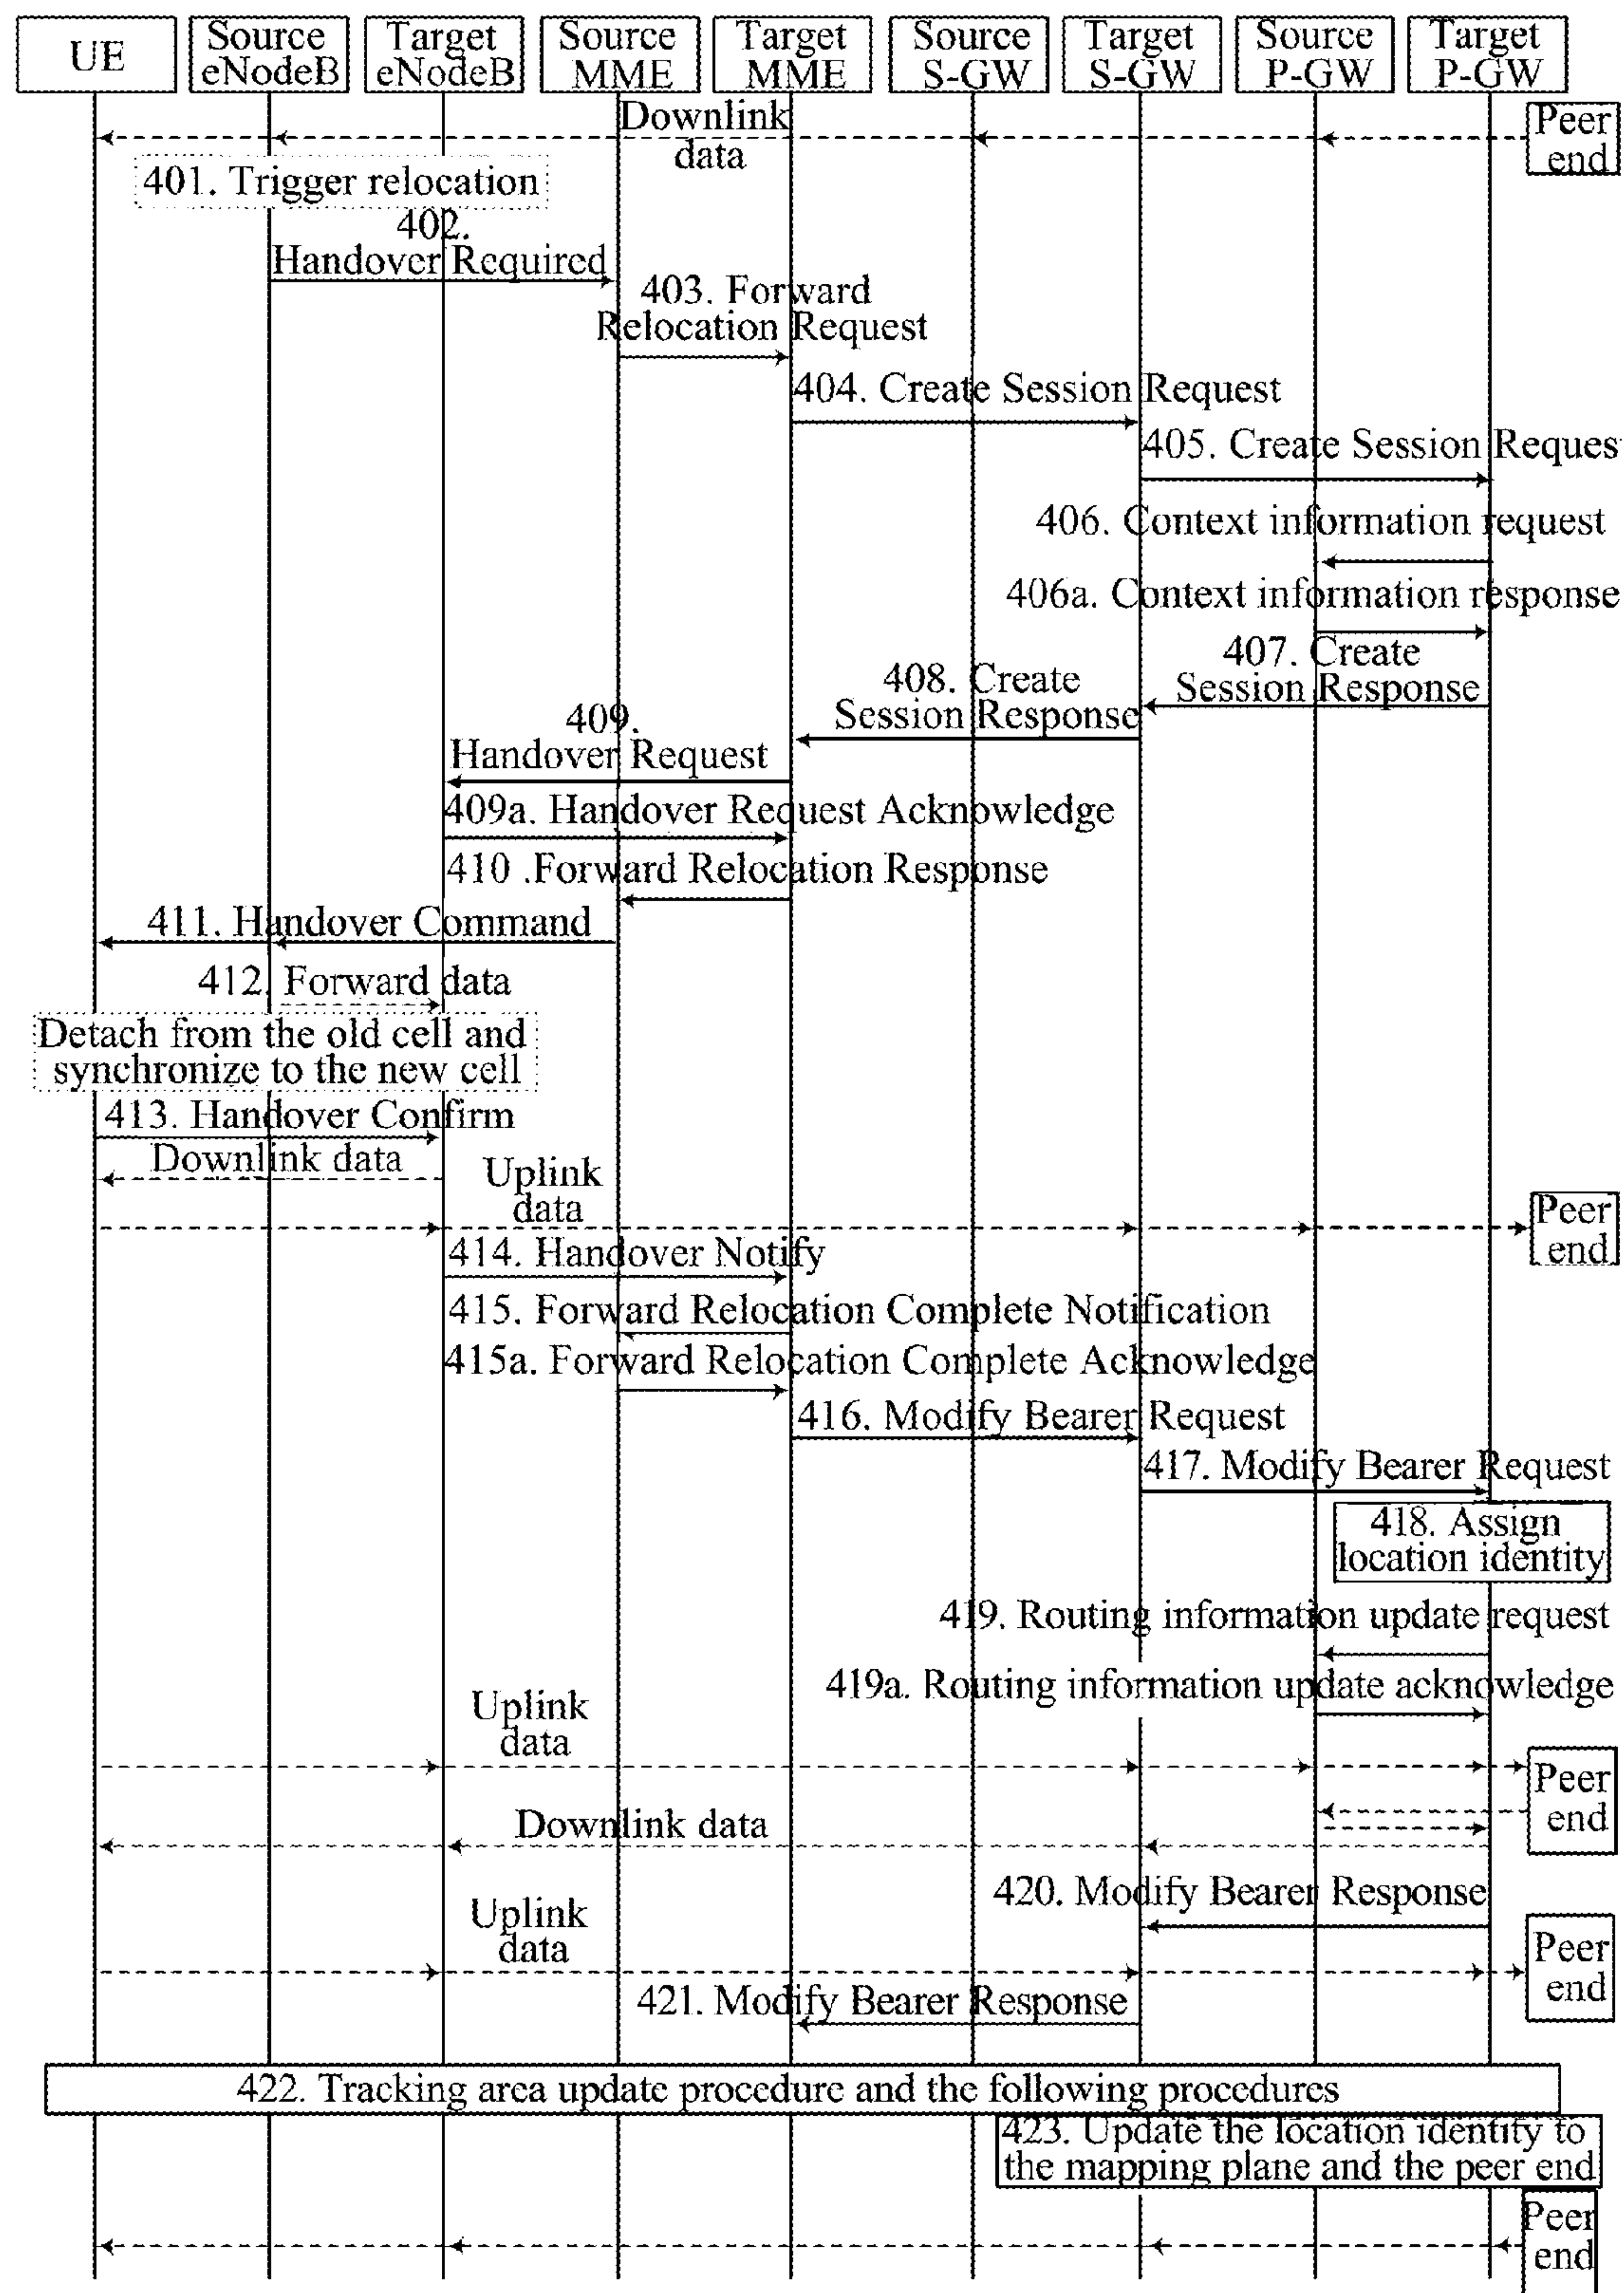 UE
Source
eNodeB
Target
eNodeB
Source
MME
Target
MME
Source
S-GW
Target
S-GW
Source
P-GW
Target
P-GW
Downlink
data
Peer
end
401. Trigger relocation
402.
Handover Required
403. Forward
Relocation Request
404. Create Session Request
405. Create Session Reques
406. Context information request
406a. Context information response
407. Create
Session Response
408. Create
Session Response
409.
Handover Request
409a. Handover Request Acknowledge
410 .Forward Relocation Response
411. Handover Command
412. Forward data
Detach from the old cell and
synchronize to the new cell
413. Handover Confirm
Downlink data
Uplink
data
Peer
end
414. Handover Notify
415. Forward Relocation Complete Notification
415a. Forward Relocation Complete Acknowledge
416. Modify Bearer Request
417. Modify Bearer Request
418. Assign
location identity
419. Routing information update request
419a. Routing information update acknowledge
Uplink
data
Peer
end
Downlink data
420. Modify Bearer Response
Uplink
data
Peer
end
421. Modify Bearer Response
422. Tracking area update procedure and the following procedures
423. Update the location identity to
the mapping plane and the peer end
Peer
end